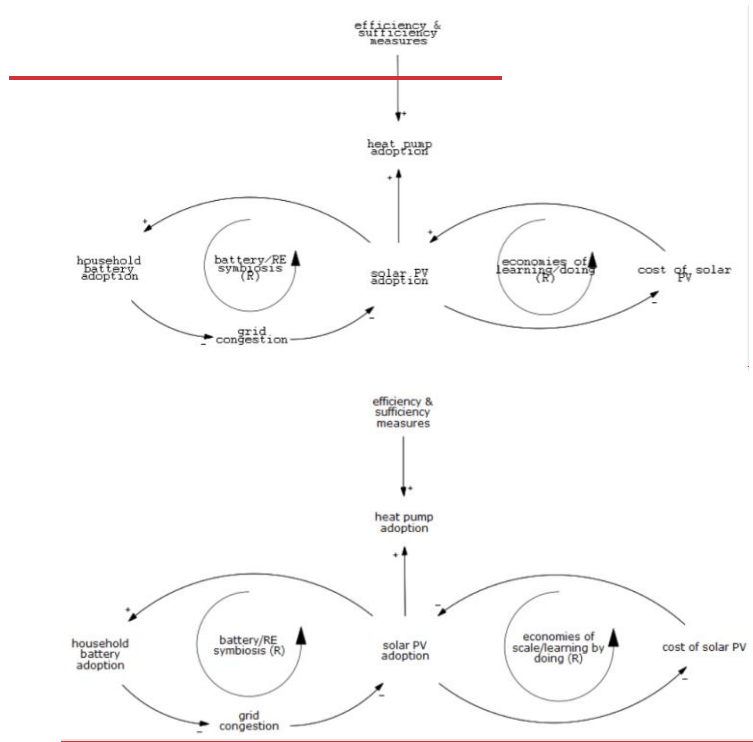 efficiency &
sufficiency
measures
+
heat pump
adoption
+
+
+
household
battery
adoption
battery/RE
symbiosis
(R)
solar PV
adoption
economies of
learning/doing
(R)
cost of solar
PV
-
-
-
grid
congestion
efficiency &
sufficiency
measures
+
heat pump
adoption
+
+
-
household
battery
adoption
battery/RE
symbiosis (R)
solar PV
adoption
economies of
scale/learning by
doing (R)
cost of solar PV
-
-
-
grid
congestion